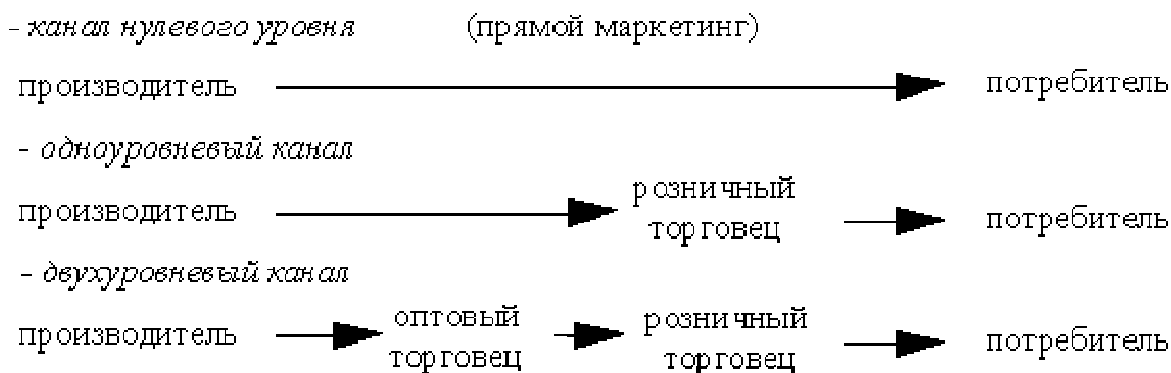 - канал нулевого уровня (прямой маркетинг)
производитель потребитель
- одноуровневый канал
производитель розничный торговец потребитель
- двухуровневый канал
производитель оптовый торговец розничный торговец потребитель